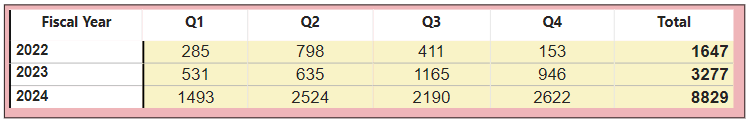 Fiscal Year Q1 Q2 Q3 Q4 Total
2022 285 798 411 153 1647
2023 531 635 1165 946 3277
2024 1493 2524 2190 2622 8829